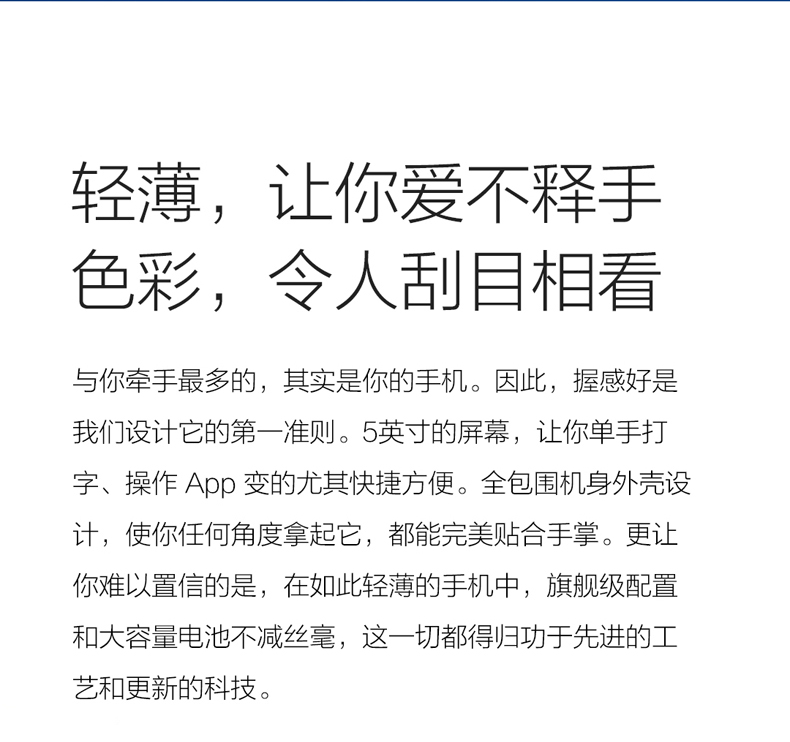 轻薄，让你爱不释手
色彩，令人刮目相看
与你牵手最多的，其实是你的手机。因此，握感好是
我们设计它的第一准则。5英寸的屏幕，让你单手打
字、操作 App 变的尤其快捷方便。全包围机身外壳设
计，使你任何角度拿起它，都能完美贴合手掌。更让
你难以置信的是，在如此轻薄的手机中，旗舰级配置
和大容量电池不减丝毫，这一切都得归功于先进的工
艺和更新的科技。